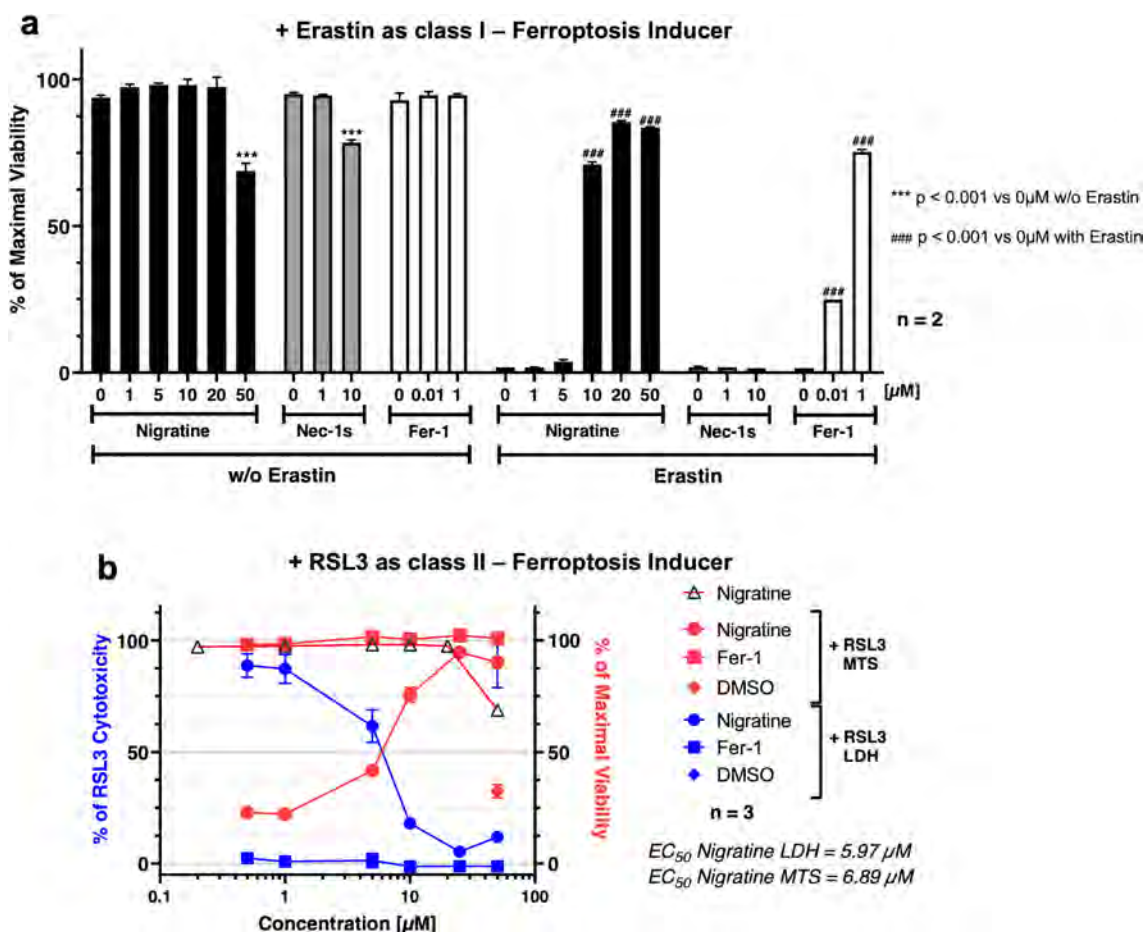 a
+ Erastin as class I – Ferroptosis Inducer
% of Maximal Viability
100
50
0
***
***
###
###
###
###
###
*** p < 0.001 vs 0µM w/o Erastin
### p < 0.001 vs 0µM with Erastin
n = 2
0 1 5 10 20 50 0 1 10 0 0.01 1 0 1 5 10 20 50 0 1 10 0 0.01 1 [µM]
Nigratine Nec-1s Fer-1 Nigratine Nec-1s Fer-1
w/o Erastin Erastin
b
+ RSL3 as class II – Ferroptosis Inducer
% of RSL3 Cytotoxicity
100
50
0
% of Maximal Viability
100
50
0
0.1 1 10 100
Concentration [µM]
Nigratine
Nigratine
Fer-1
DMSO
+ RSL3
MTS
Nigratine
Fer-1
DMSO
+ RSL3
LDH
n = 3
EC50 Nigratine LDH = 5.97 µM
EC50 Nigratine MTS = 6.89 µM